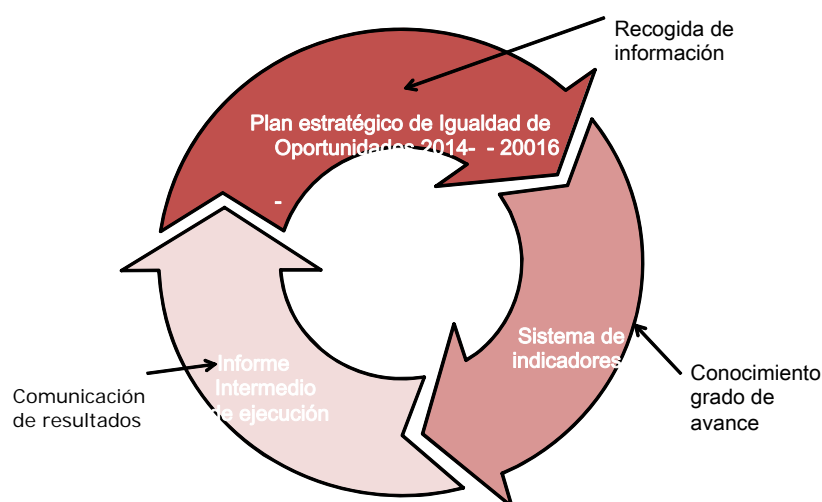 Recogida de
información
Plan estratégico de Igualdad de
Oportunidades 2014- - 20016
-
Sistema de
indicadores
Conocimiento
grado de
avance
Informe
Intermedio
de ejecución
Comunicación
de resultados